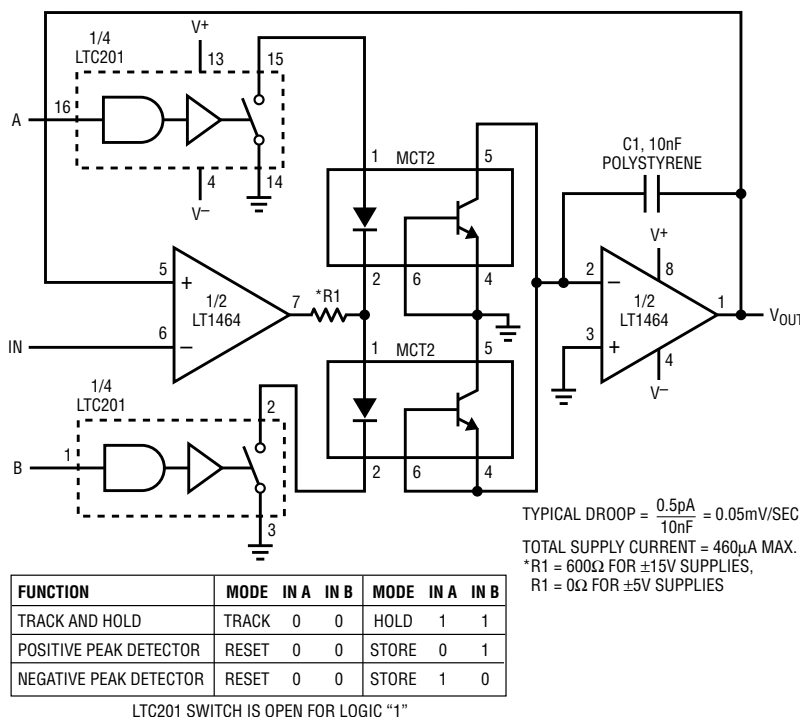 1/4
LTC201
V+
13
15
A
16
4
14
V–
1
MCT2
5
2
6
4
C1, 10nF
POLYSTYRENE
5
+
1/2
LT1464
6
–
7
*R1
IN
2
–
V+
8
1/2
LT1464
1
VOUT
3
+
4
V–
1
MCT2
5
2
6
4
1/4
LTC201
2
B
1
3
TYPICAL DROOP = 0.5pA / 10nF = 0.05mV/SEC
TOTAL SUPPLY CURRENT = 460µA MAX.
*R1 = 600Ω FOR ±15V SUPPLIES,
R1 = 0Ω FOR ±5V SUPPLIES
FUNCTION MODE IN A IN B MODE IN A IN B
TRACK AND HOLD TRACK 0 0 HOLD 1 1
POSITIVE PEAK DETECTOR RESET 0 0 STORE 0 1
NEGATIVE PEAK DETECTOR RESET 0 0 STORE 1 0
LTC201 SWITCH IS OPEN FOR LOGIC “1”